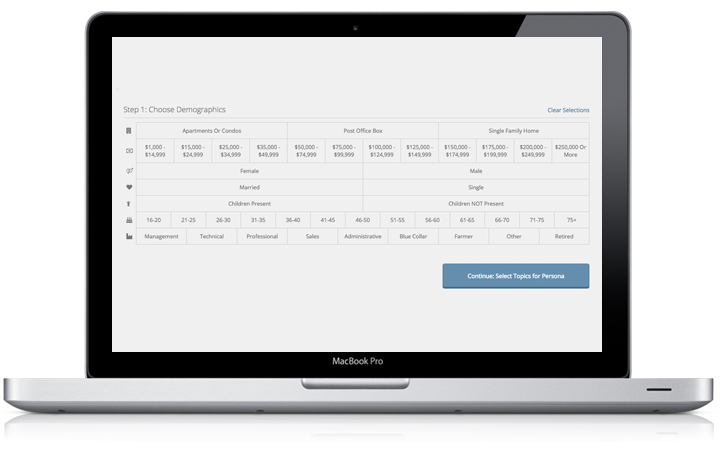 Step 1: Choose Demographics
Clear Selections
Apartments Or Condos
Post Office Box
Single Family Home
$1,000 - $14,999
$15,000 - $24,999
$25,000 - $34,999
$35,000 - $49,999
$50,000 - $74,999
$75,000 - $99,999
$100,000 - $124,999
$125,000 - $149,999
$150,000 - $174,999
$175,000 - $199,999
$200,000 - $249,999
$250,000 Or More
Female
Male
Married
Single
Children Present
Children NOT Present
16-20
21-25
26-30
31-35
36-40
41-45
46-50
51-55
56-60
61-65
66-70
71-75
75+
Management
Technical
Professional
Sales
Administrative
Blue Collar
Farmer
Other
Retired
Continue: Select Topics for Persona
MacBook Pro